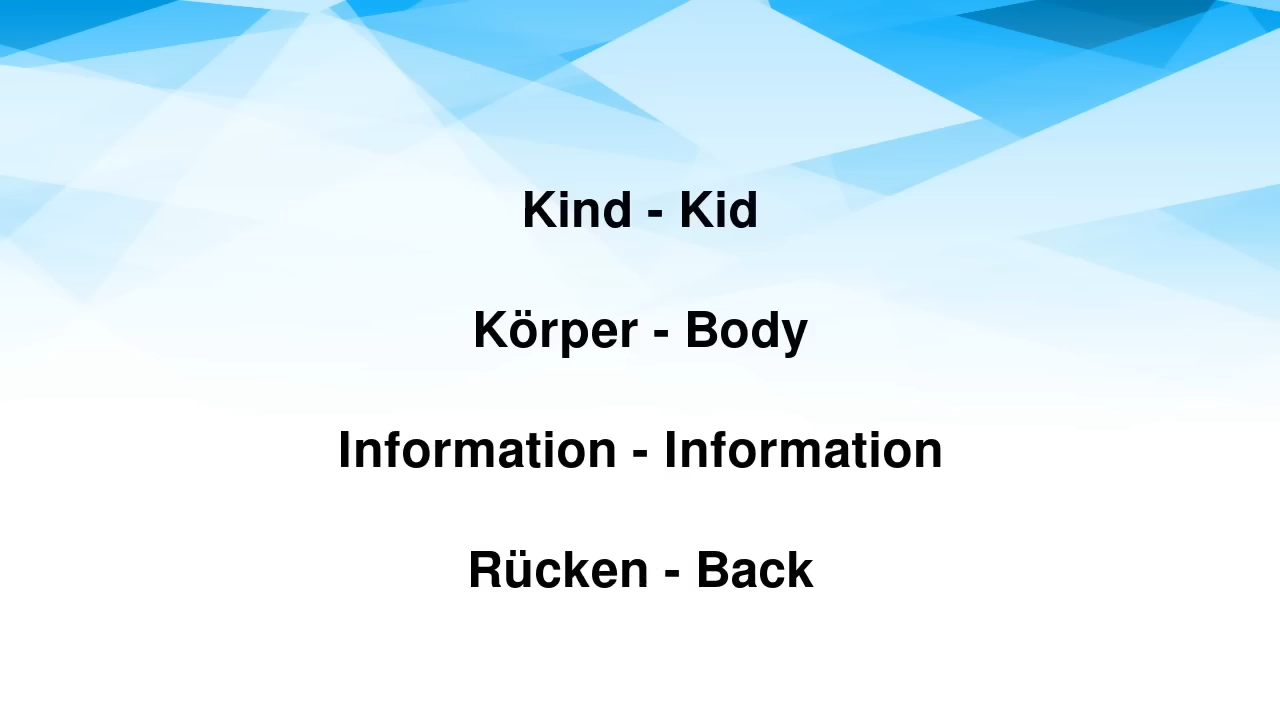 Kind - Kid
Körper - Body
Information - Information
Rücken - Back